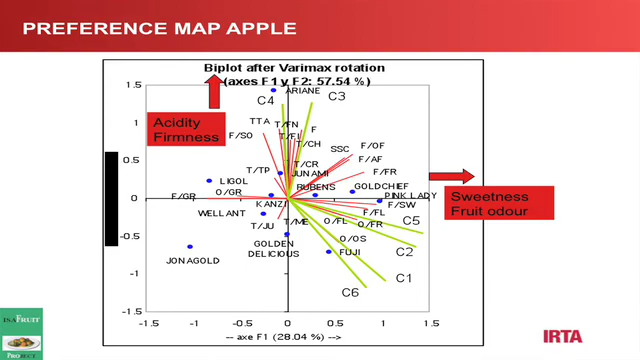 PREFERENCE MAP APPLE
Biplot after Varimax rotation
(axes F1 y F2: 57.54 %)
1.5
1
0.5
0
-0.5
-1
-1.5
-1.5
-1
-0.5
0
0.5
1
1.5
-- axe F1 (28.04 %) -->
Acidity
Firmness
Sweetness
Fruit odour
ARIANE
C4
C3
TTA
T/FN
F
F/SO
T/FI
T/CH
SSC
F/OF
F/AF
T/TP
T/CR
F/FR
JUNAMI
LIGOL
O/GR
RUBENS
GOLDCHIEF
F/GR
PINK LADY
KANZI
F/SW
WELLANT
F/FL
T/JU
T/ME
O/FL
O/FR
C5
GOLDEN
DELICIOUS
O/OS
FUJI
C2
JONAGOLD
C1
C6
ISAFRUIT
PROJECT
IRTA